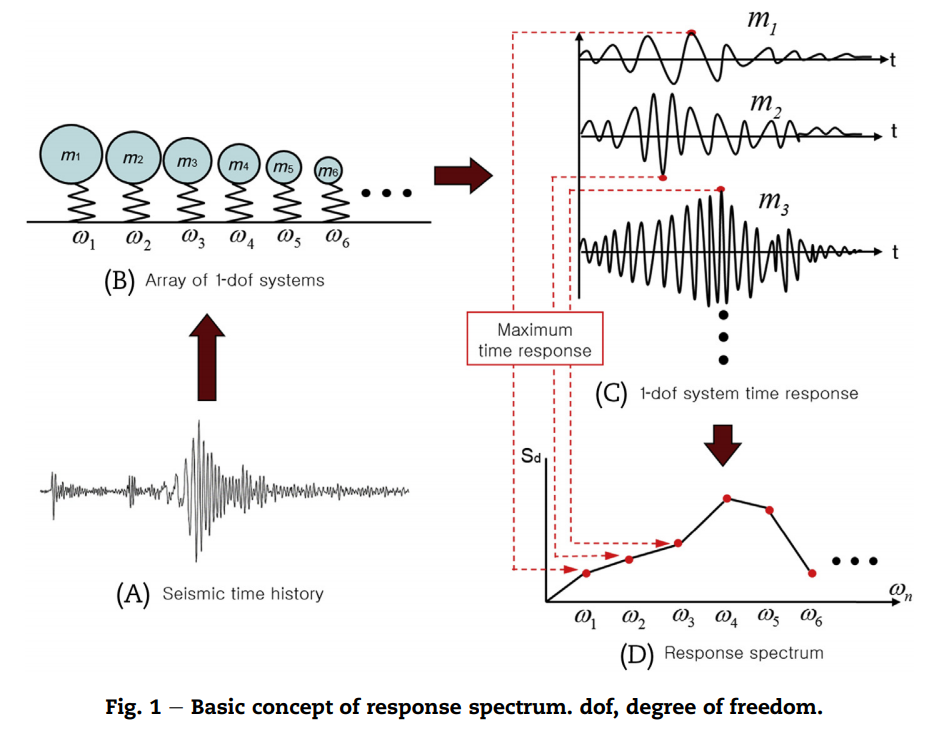 m1 m2 m3 m4 m5 m6
ω1 ω2 ω3 ω4 ω5 ω6
(B) Array of 1-dof systems
(A) Seismic time history
m1
t
m2
t
m3
t
Maximum
time response
(C) 1-dof system time response
Sd
ωn
ω1 ω2 ω3 ω4 ω5 ω6
(D) Response spectrum
Fig. 1 – Basic concept of response spectrum. dof, degree of freedom.